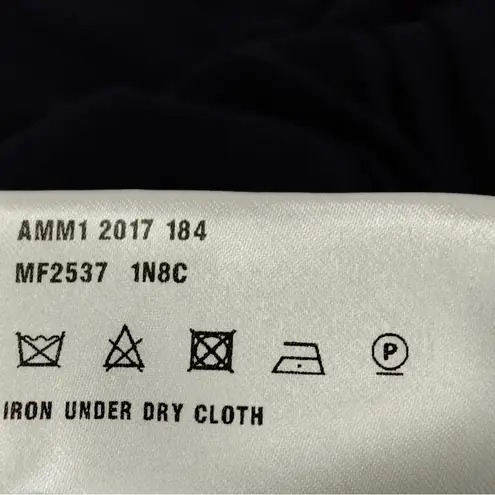 AMM1 2017 184
MF2537 1N8C
P
IRON UNDER DRY CLOTH